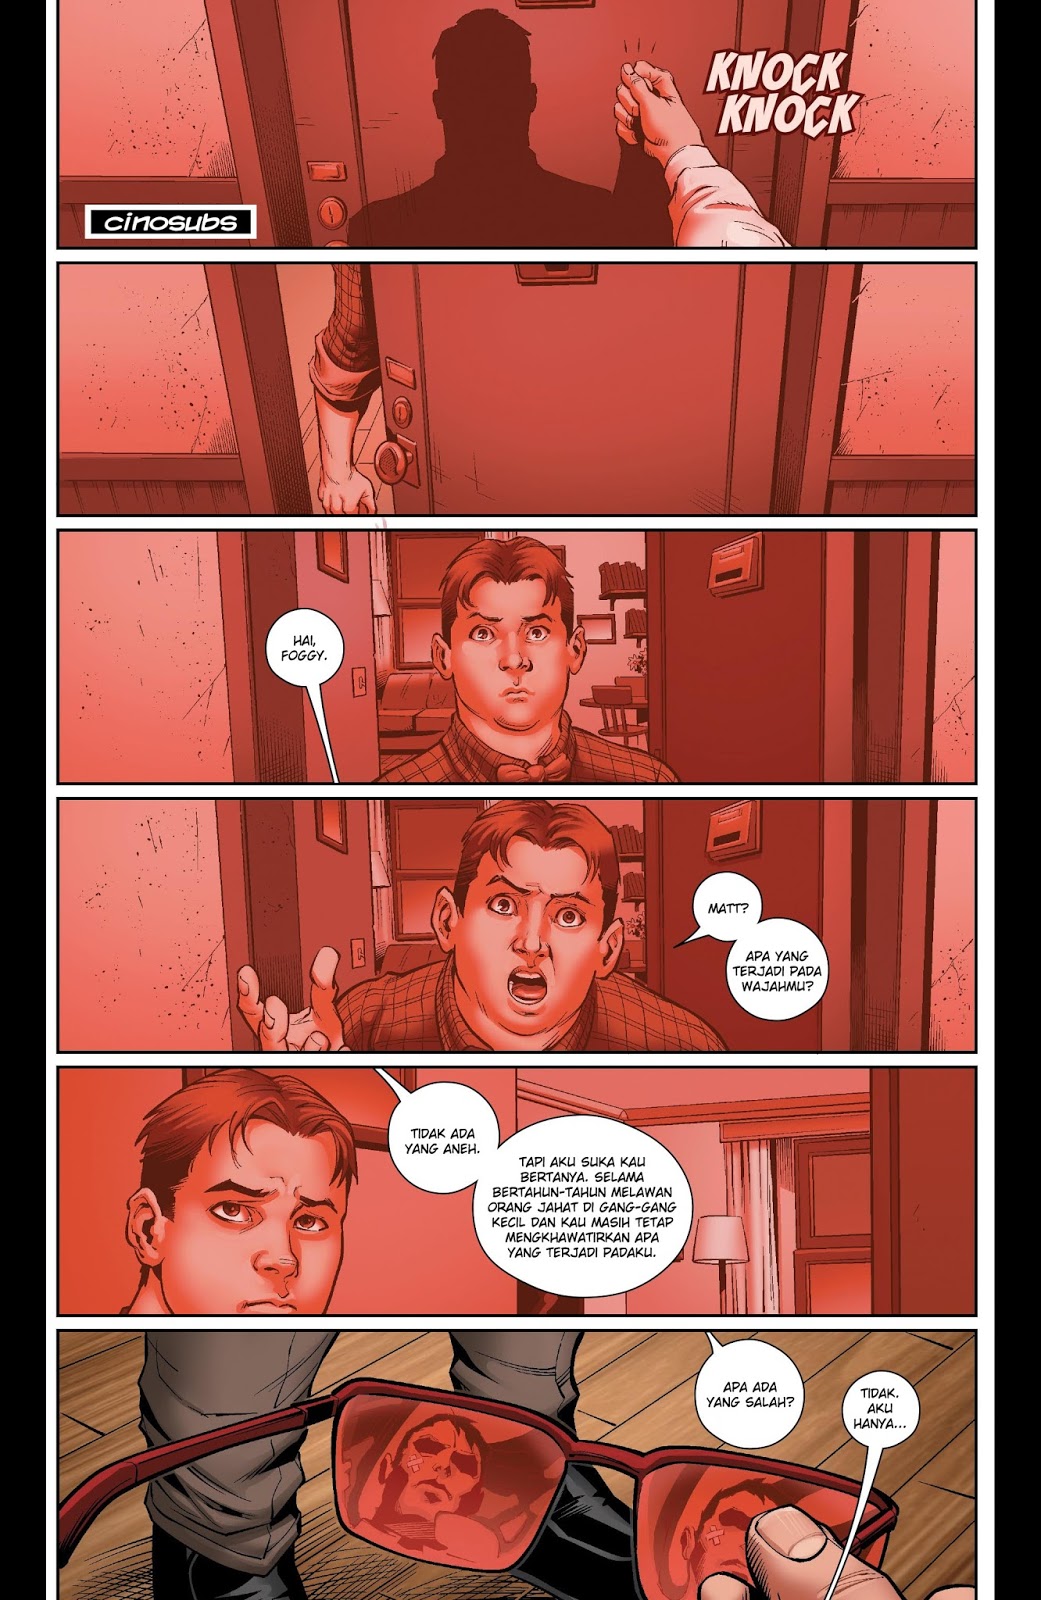 KNOCK
KNOCK
cinosubs
HAI,
FOGGY.
MATT?
APA YANG
TERJADI PADA
WAJAHMU?
TIDAK ADA
YANG ANEH.
TAPI AKU SUKA KAU
BERTANYA. SELAMA
BERTAHUN-TAHUN MELAWAN
ORANG JAHAT DI GANG-GANG
KECIL DAN KAU MASIH TETAP
MENGKHAWATIRKAN APA
YANG TERJADI PADAKU.
APA ADA
YANG SALAH?
TIDAK.
AKU
HANYA...